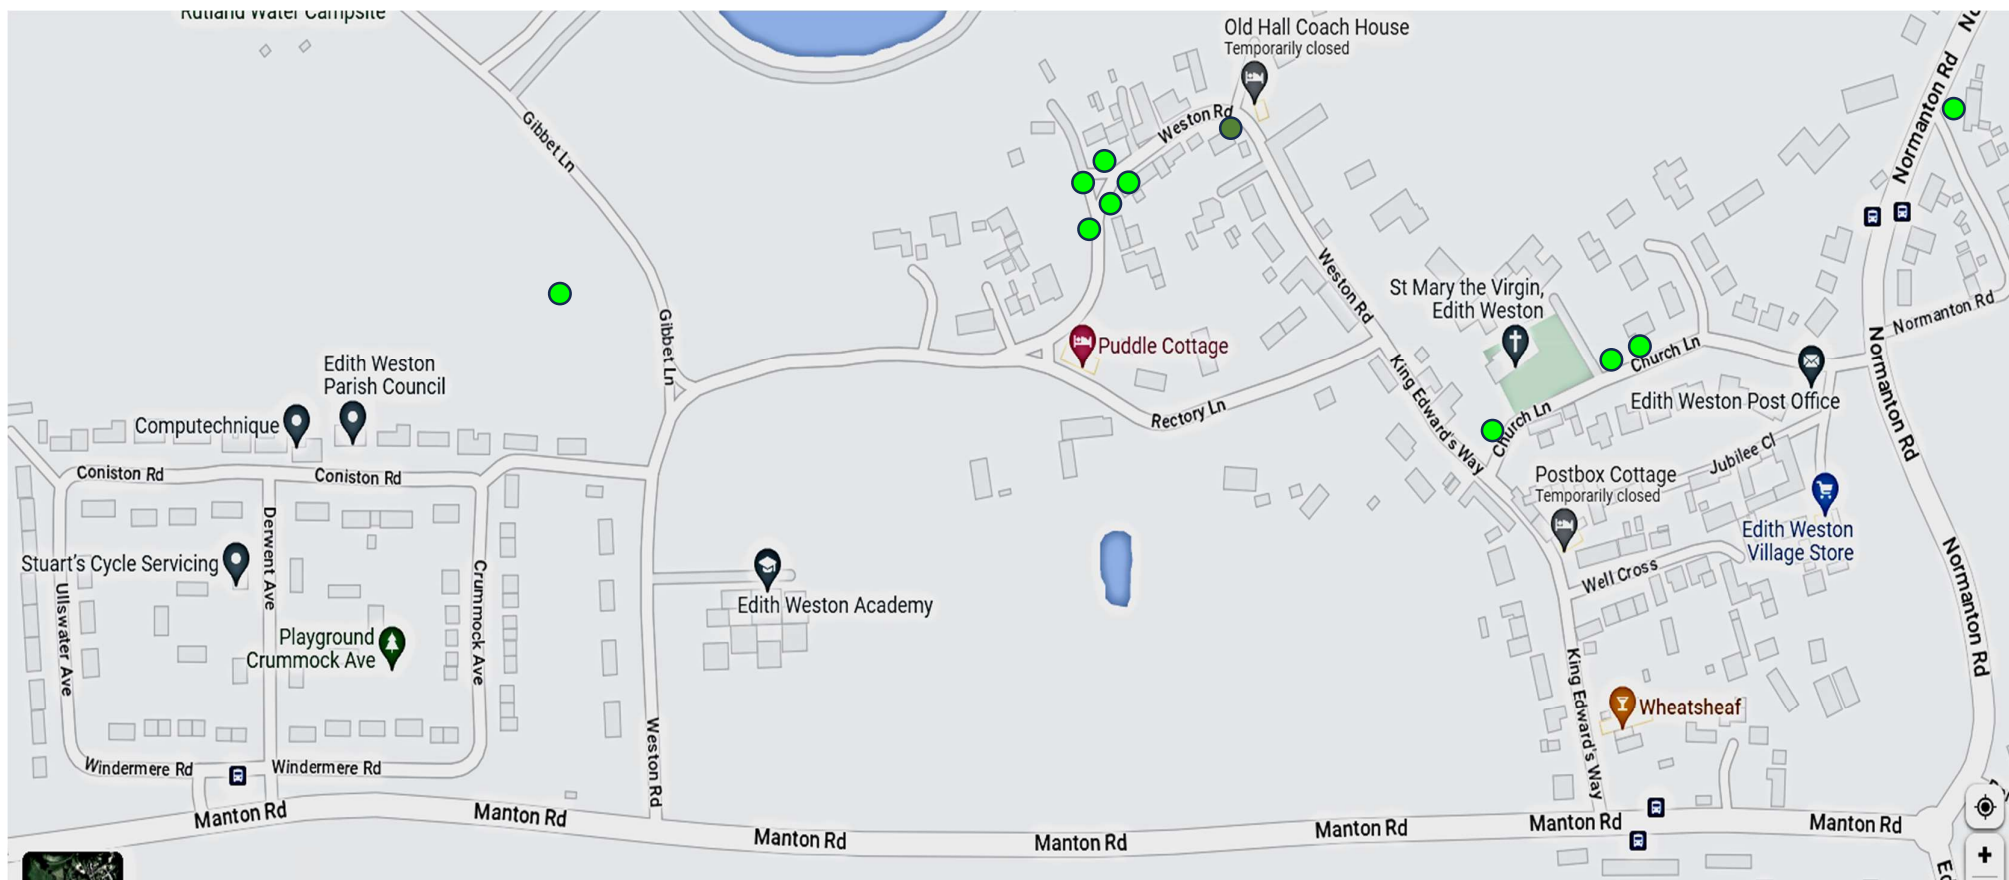 Rutland Water Campsite
Old Hall Coach House
Temporarily closed
Normanton Rd
Weston Rd
Gibbet Ln
Normanton Rd
Weston Rd
St Mary the Virgin,
Edith Weston
Normanton Rd
Gibbet Ln
Puddle Cottage
Church Ln
Normanton Rd
Edith Weston
Parish Council
King Edward's Way
Edith Weston Post Office
Rectory Ln
Church Ln
Computechnique
Coniston Rd
Coniston Rd
Jubilee Cl
Postbox Cottage
Temporarily closed
Edith Weston
Village Store
Derwent Ave
Stuart's Cycle Servicing
Well Cross
Normanton Rd
Ullswater Ave
Crummock Ave
Edith Weston Academy
Playground
Crummock Ave
King Edward's Way
Wheatsheaf
Weston Rd
Windermere Rd
Windermere Rd
Manton Rd
Manton Rd
Manton Rd
Manton Rd
Manton Rd
Manton Rd
Manton Rd